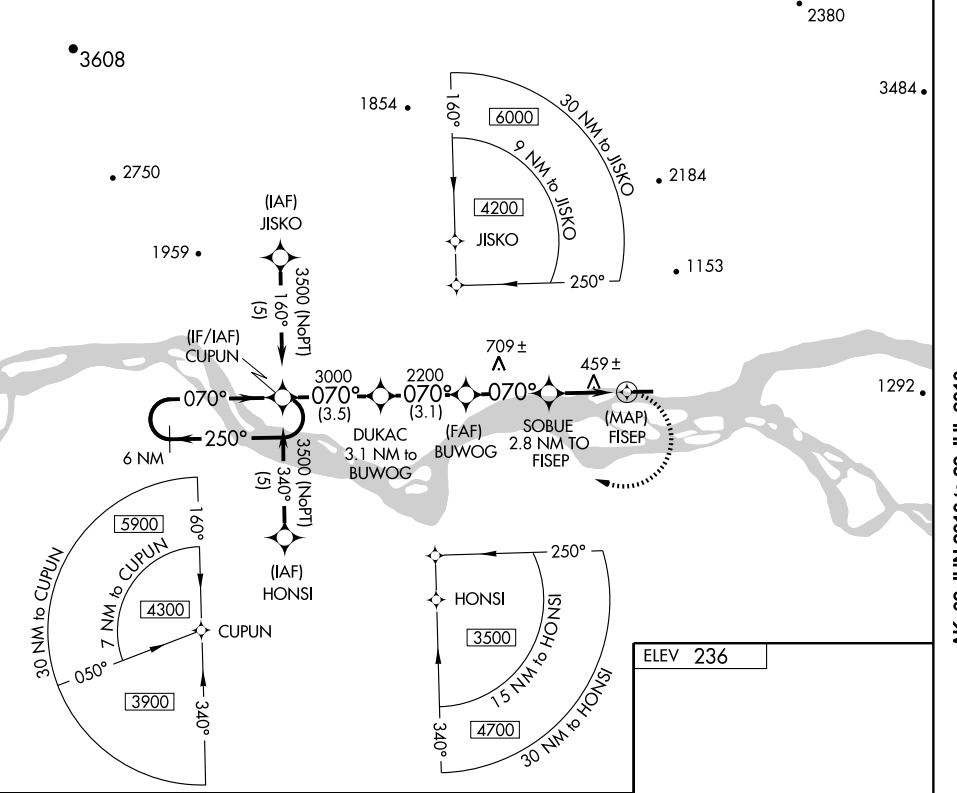 2380
3608
3484
1854
160°
6000
30 NM to JISKO
9 NM to JISKO
2750
2184
4200
(IAF)
JISKO
JISKO
1959
1153
250°
3500 (NoPT)
160°
(5)
(IF/IAF)
CUPUN
709 ±
459 ±
3000
2200
1292
070°
070°
070°
070°
(3.5)
(3.1)
DUKAC
3.1 NM to
BUWOG
(FAF)
BUWOG
SOBUE
2.8 NM TO
FISEP
(MAP)
FISEP
250°
6 NM
3500 (NoPT)
340°
(5)
(IAF)
HONSI
5900
160°
30 NM to CUPUN
7 NM to CUPUN
4300
CUPUN
050°
3900
340°
250°
HONSI
3500
15 NM to HONSI
340°
4700
30 NM to HONSI
ELEV 236